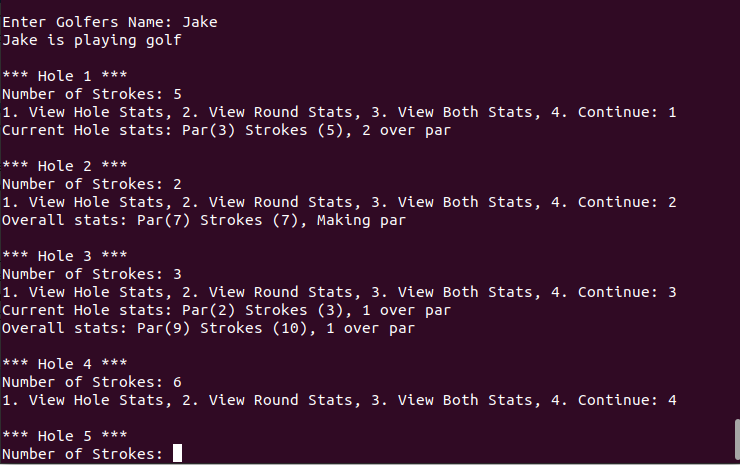 Enter Golfers Name: Jake
Jake is playing golf
*** Hole 1 ***
Number of Strokes: 5
1. View Hole Stats, 2. View Round Stats, 3. View Both Stats, 4. Continue: 1
Current Hole stats: Par(3) Strokes (5), 2 over par
*** Hole 2 ***
Number of Strokes: 2
1. View Hole Stats, 2. View Round Stats, 3. View Both Stats, 4. Continue: 2
Overall stats: Par(7) Strokes (7), Making par
*** Hole 3 ***
Number of Strokes: 3
1. View Hole Stats, 2. View Round Stats, 3. View Both Stats, 4. Continue: 3
Current Hole stats: Par(2) Strokes (3), 1 over par
Overall stats: Par(9) Strokes (10), 1 over par
*** Hole 4 ***
Number of Strokes: 6
1. View Hole Stats, 2. View Round Stats, 3. View Both Stats, 4. Continue: 4
*** Hole 5 ***
Number of Strokes: